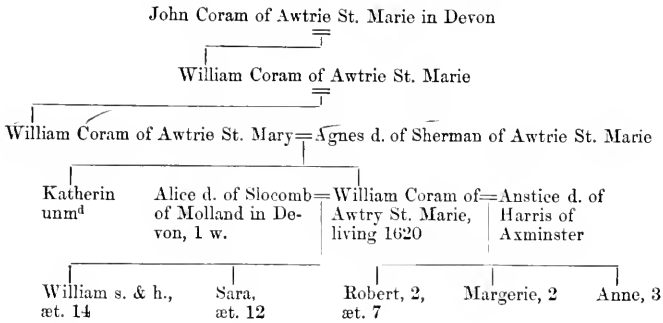 John Coram of Awtrie St. Marie in Devon
=
William Coram of Awtrie St. Marie
=
William Coram of Awtrie St. Mary=Agnes d. of Sherman of Awtrie St. Marie
Katherin
unmd
Alice d. of Slocomb=William Coram of=Anstice d. of
of Molland in De-
von, 1 w.
Awtry St. Marie,
living 1620
Harris of
Axminster
William s. & h.,
æt. 14
Sara,
æt. 12
Robert, 2,
æt. 7
Margerie, 2
Anne, 3